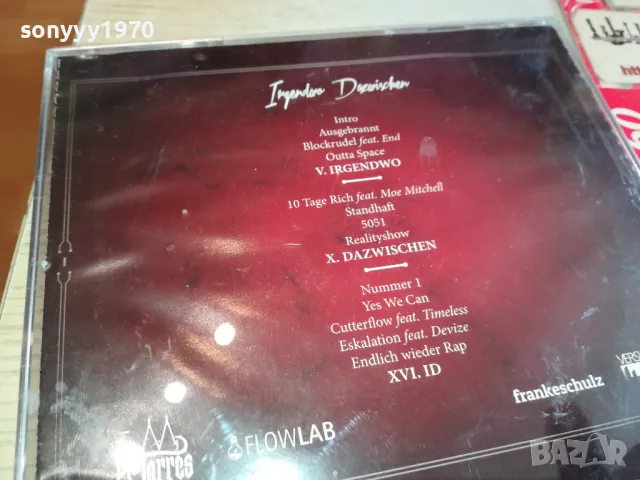 sonyyy1970
Irgendwo Dazwischen
Intro
Ausgebrannt
Blockrudel feat. End
Outta Space
V. IRGENDWO
10 Tage Rich feat. Moe Mitchell
Standhaft
5051
Realityshow
X. DAZWISCHEN
Nummer 1
Yes We Can
Cutterflow feat. Timeless
Eskalation feat. Devize
Endlich wieder Rap
XVI. ID
frankeschulz
FLOWLAB
BAZAR